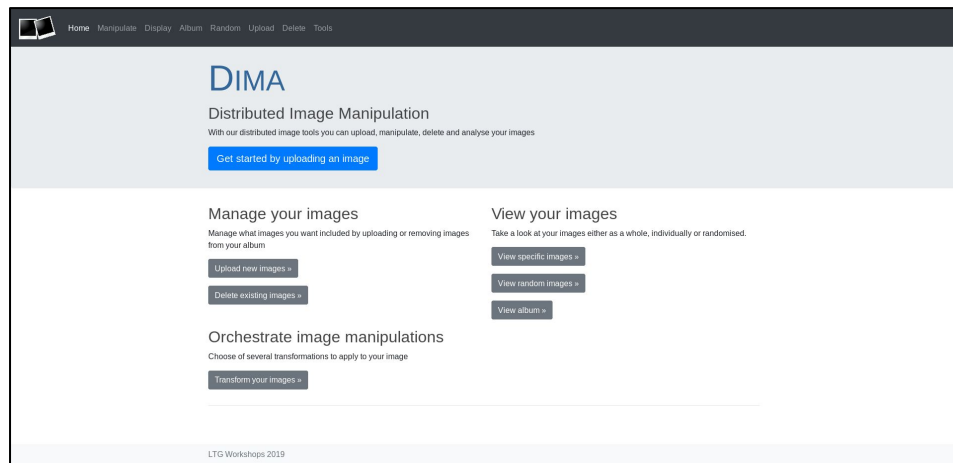 Home Manipulate Display Album Random Upload Delete Tools
DIMA
Distributed Image Manipulation
With our distributed image tools you can upload, manipulate, delete and analyse your images
Get started by uploading an image
Manage your images
Manage what images you want included by uploading or removing images
from your album
Upload new images »
Delete existing images »
View your images
Take a look at your images either as a whole, individually or randomised.
View specific images »
View random images »
View album »
Orchestrate image manipulations
Choose of several transformations to apply to your image
Transform your images »
LTG Workshops 2019